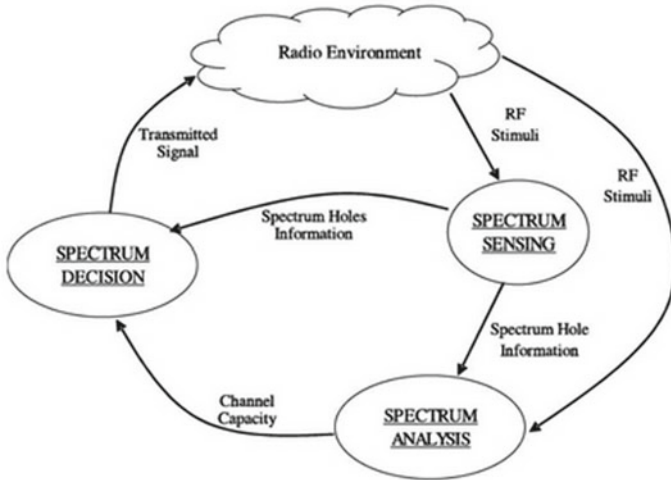 Radio Environment
Transmitted
Signal
RF
Stimuli
RF
Stimuli
Spectrum Holes
Information
SPECTRUM
SENSING
SPECTRUM
DECISION
Spectrum Hole
Information
Channel
Capacity
SPECTRUM
ANALYSIS